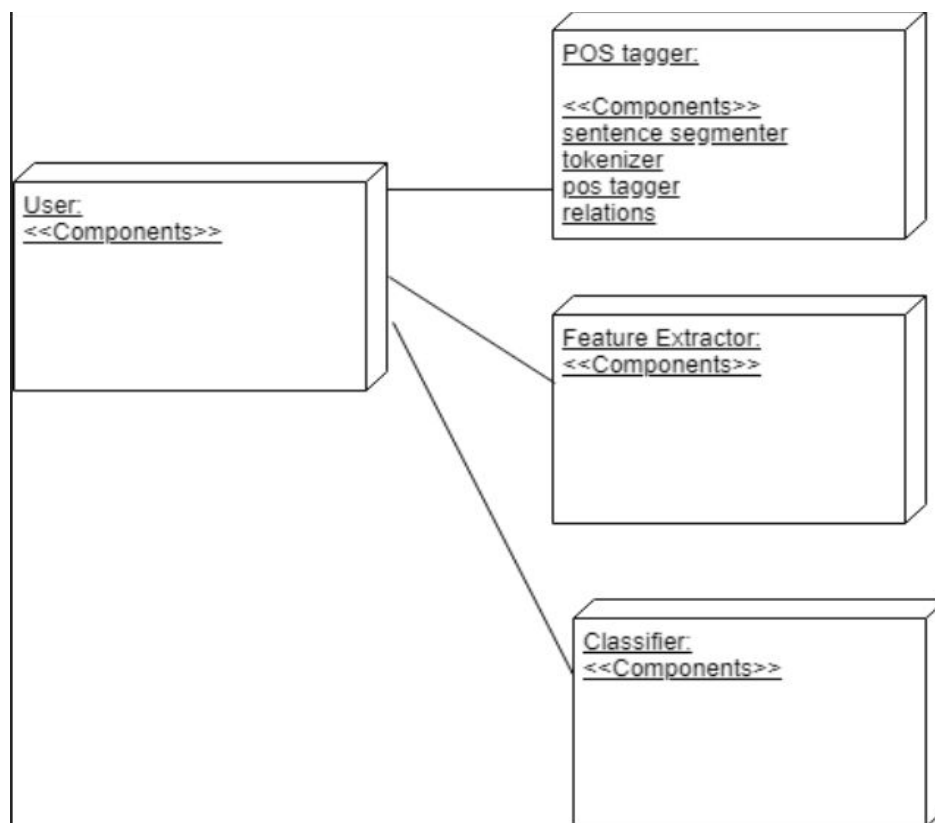 POS tagger:
<<Components>>
sentence segmenter
tokenizer
pos tagger
relations
User:
<<Components>>
Feature Extractor:
<<Components>>
Classifier:
<<Components>>